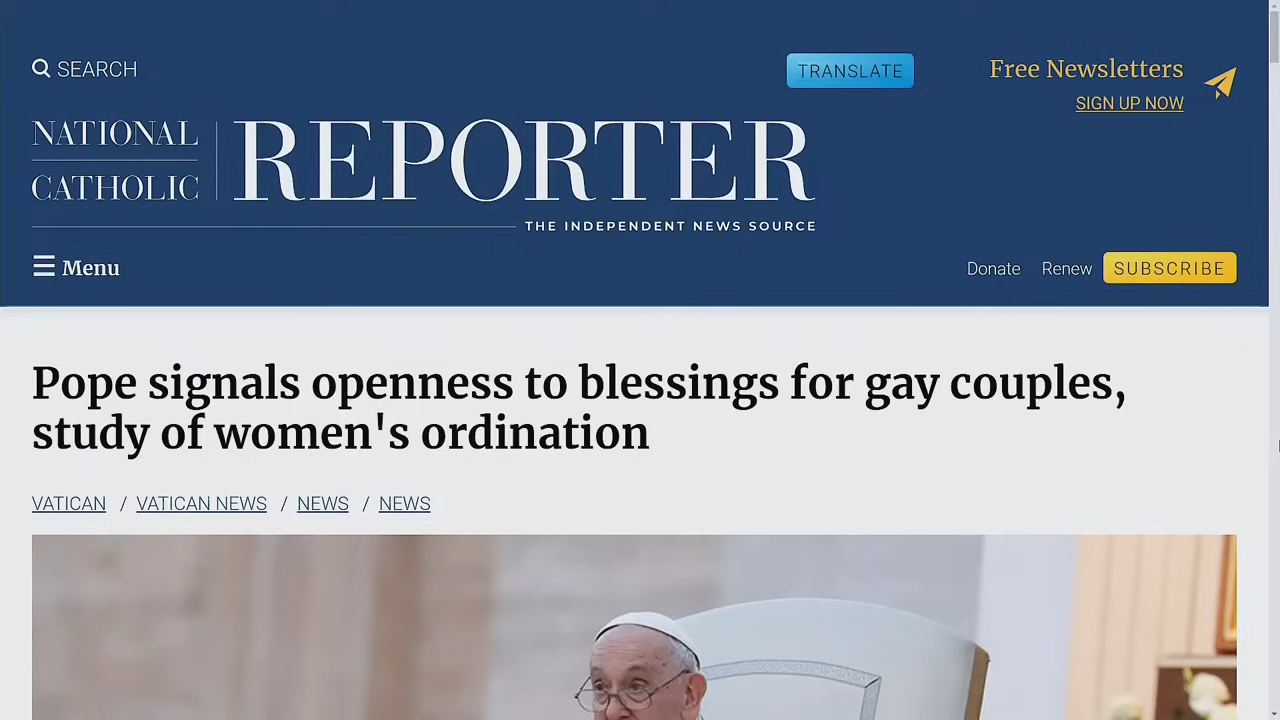 SEARCH
TRANSLATE
Free Newsletters
SIGN UP NOW
NATIONAL
CATHOLIC
REPORTER
THE INDEPENDENT NEWS SOURCE
Menu
Donate Renew SUBSCRIBE
Pope signals openness to blessings for gay couples,
study of women's ordination
VATICAN / VATICAN NEWS / NEWS / NEWS